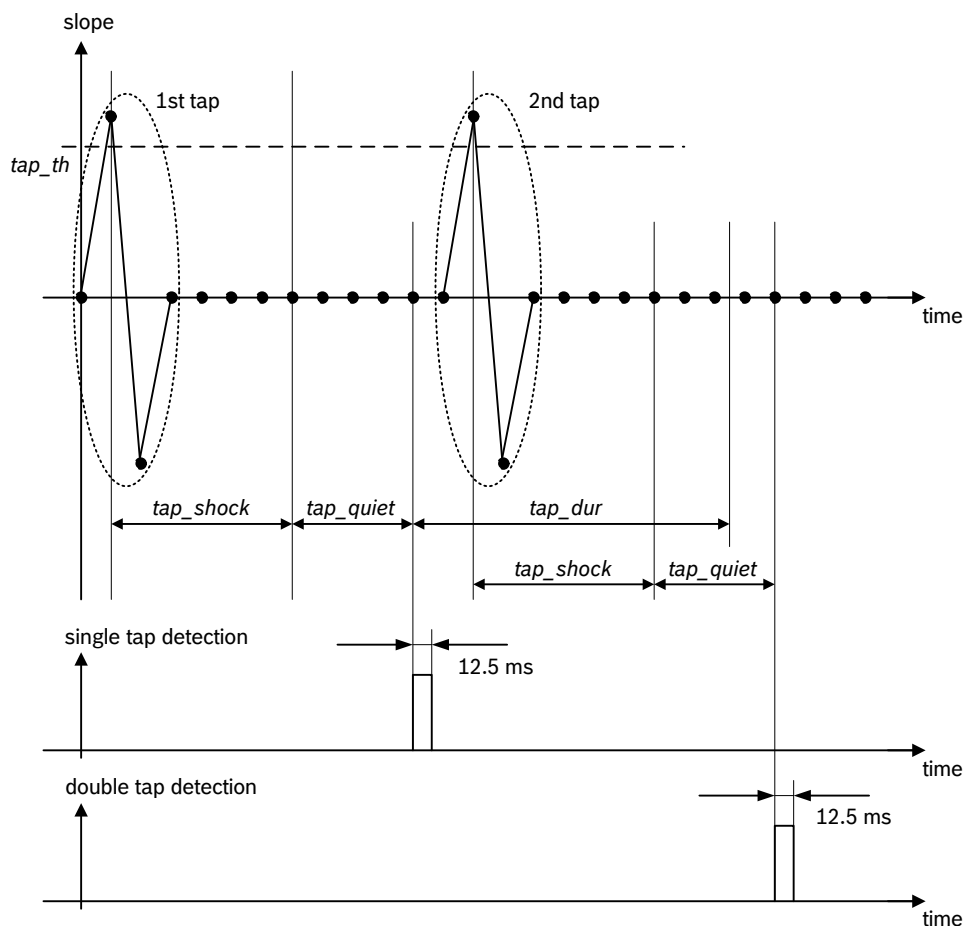 slope
1st tap
2nd tap
tap_th
time
tap_shock
tap_quiet
tap_dur
tap_shock
tap_quiet
single tap detection
12.5 ms
time
double tap detection
12.5 ms
time